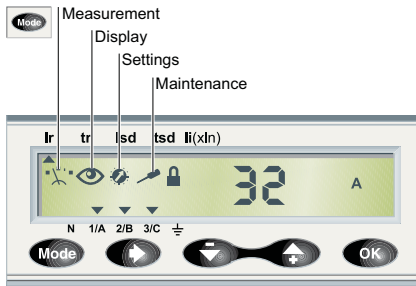 Mode
Measurement
Display
Settings
Maintenance
Ir tr Isd tsd Ii(xIn)
32 A
N 1/A 2/B 3/C
Mode OK